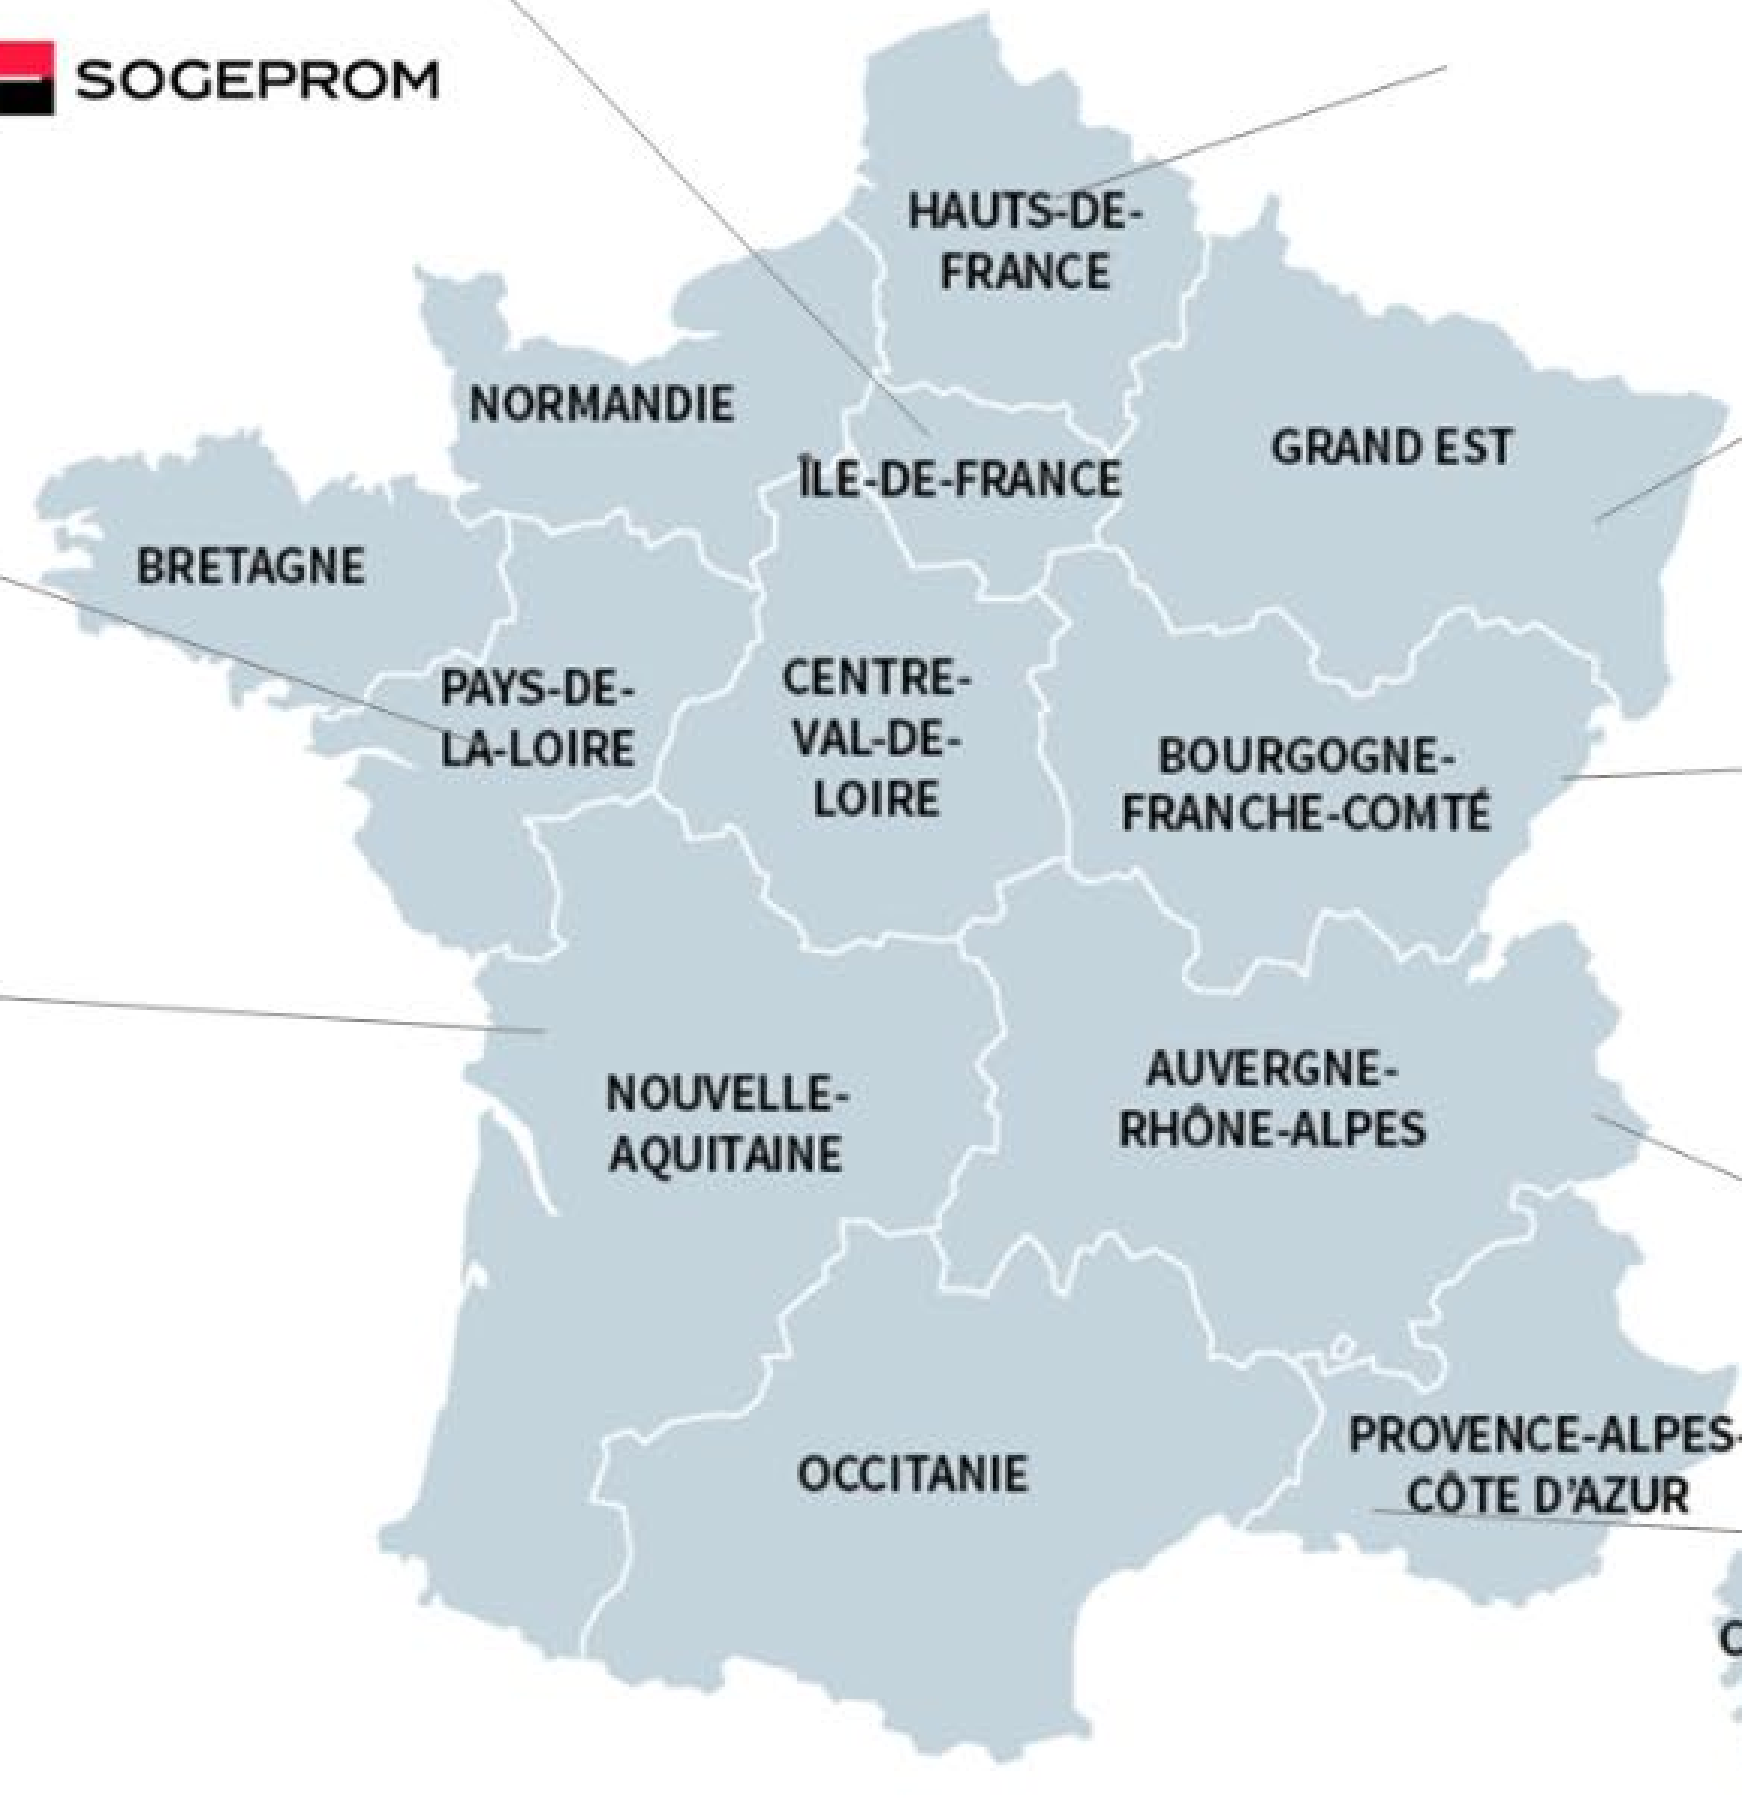 SOGEPROM
HAUTS-DE-
FRANCE
NORMANDIE
ÎLE-DE-FRANCE
GRAND EST
BRETAGNE
PAYS-DE-
LA-LOIRE
CENTRE-
VAL-DE-
LOIRE
BOURGOGNE-
FRANCHE-COMTÉ
NOUVELLE-
AQUITAINE
AUVERGNE-
RHÔNE-ALPES
OCCITANIE
PROVENCE-ALPES-
CÔTE D’AZUR